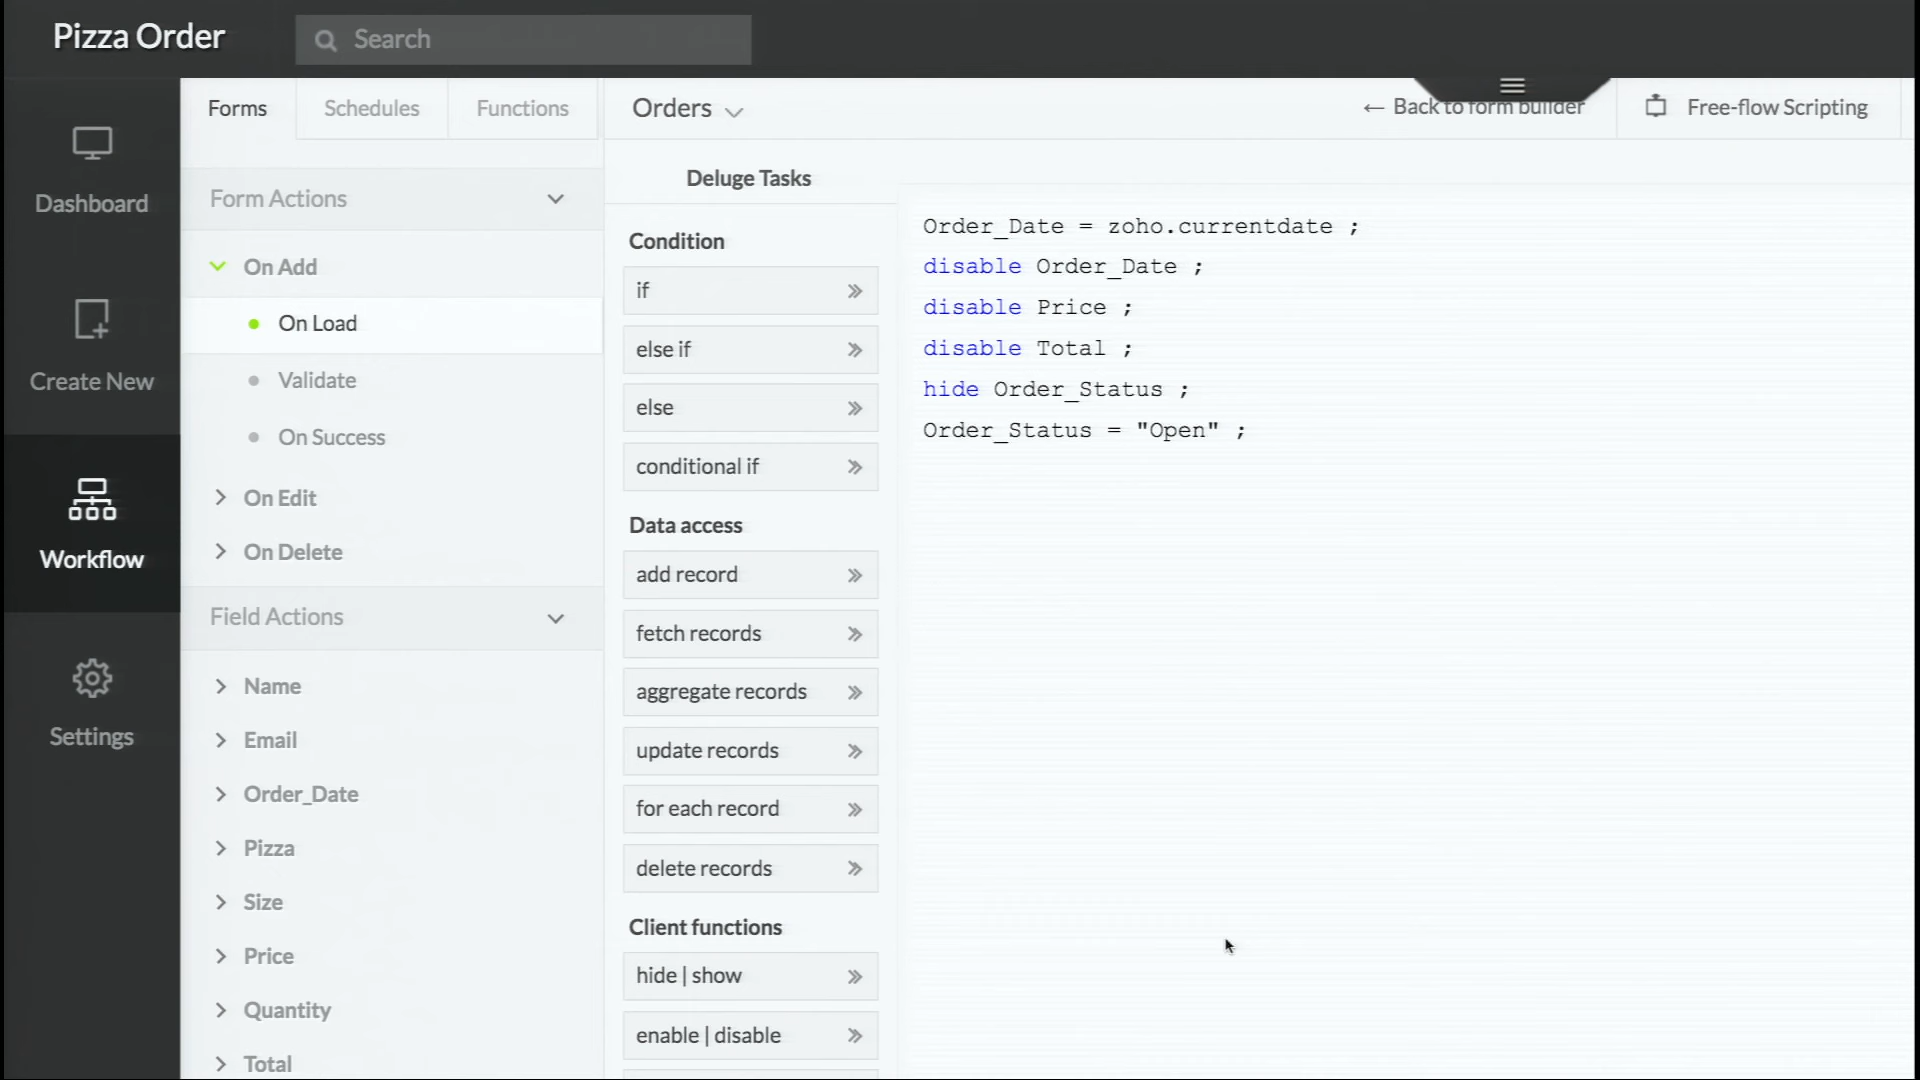 Pizza Order
Search
Dashboard
Create New
Workflow
Settings
Forms
Schedules
Functions
Form Actions
On Add
On Load
Validate
On Success
On Edit
On Delete
Field Actions
Name
Email
Order_Date
Pizza
Size
Price
Quantity
Total
Orders
← Back to form builder
Free-flow Scripting
Deluge Tasks
Condition
if
else if
else
conditional if
Data access
add record
fetch records
aggregate records
update records
for each record
delete records
Client functions
hide | show
enable | disable
Order_Date = zoho.currentdate ;
disable Order_Date ;
disable Price ;
disable Total ;
hide Order_Status ;
Order_Status = "Open" ;